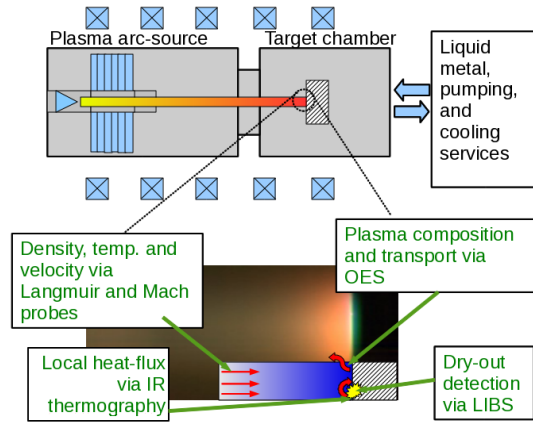 Plasma arc-source
Target chamber
Liquid
metal,
pumping,
and
cooling
services
Density, temp. and
velocity via
Langmuir and Mach
probes
Plasma composition
and transport via
OES
Local heat-flux
via IR
thermography
Dry-out
detection
via LIBS